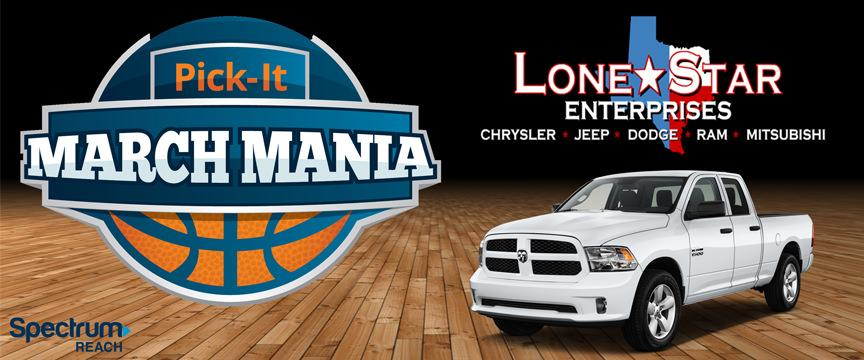 Pick-It
MARCH MANIA
LONE★STAR
ENTERPRISES
CHRYSLER ★ JEEP ★ DODGE ★ RAM ★ MITSUBISHI
Spectrum
REACH